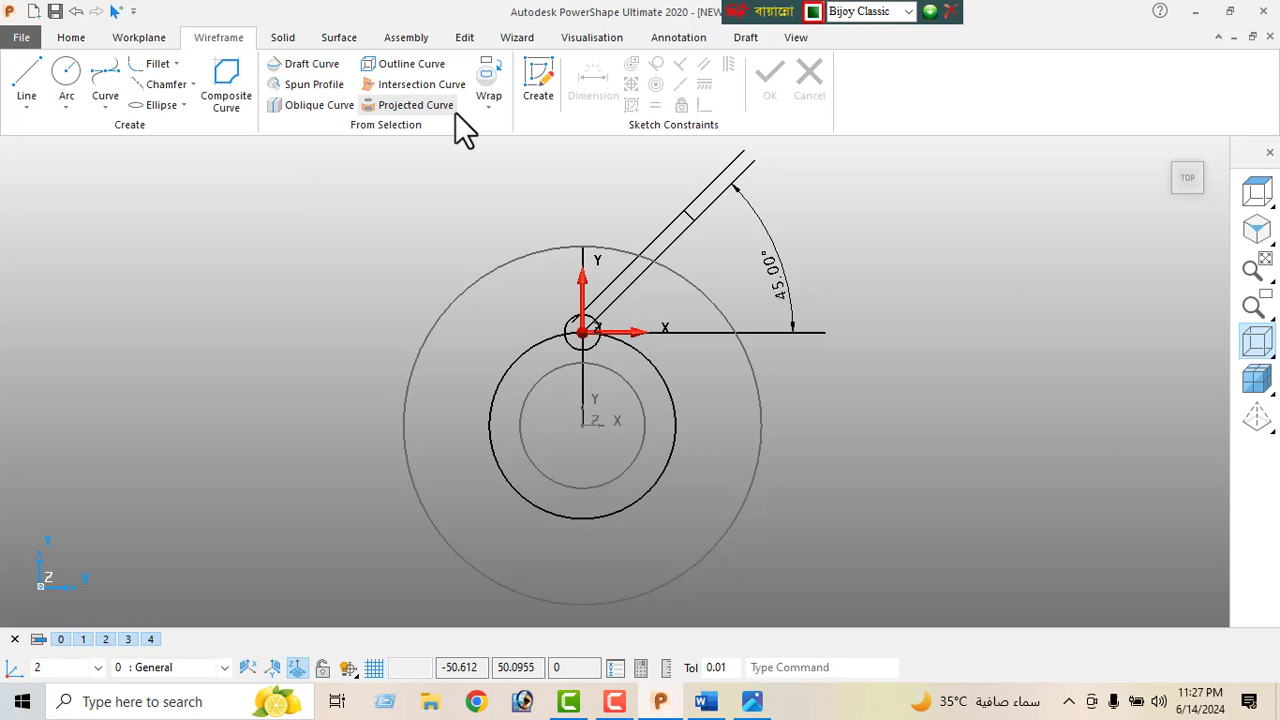 Autodesk PowerShape Ultimate 2020 - [NEW
বায়ান্নো
Bijoy Classic
File
Home
Workplane
Wireframe
Solid
Surface
Assembly
Edit
Wizard
Visualisation
Annotation
Draft
View
Line
Arc
Curve
Fillet
Chamfer
Ellipse
Composite Curve
Create
Draft Curve
Spun Profile
Oblique Curve
Outline Curve
Intersection Curve
Projected Curve
Wrap
From Selection
Create
Dimension
OK
Cancel
Sketch Constraints
TOP
Y
X
45.00°
Y
Z X
Y
Z
X
0 1 2 3 4
2
0 : General
-50.612
50.0955
0
Tol 0.01
Type Command
Type here to search
35°C
سماء صافية
11:27 PM
6/14/2024